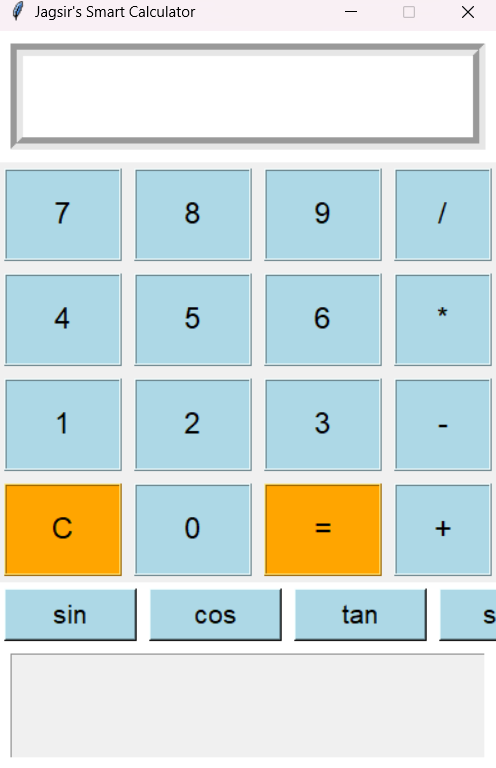 Jagsir's Smart Calculator
7 8 9 /
4 5 6 *
1 2 3 -
C 0 = +
sin cos tan